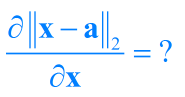 ∂‖x − a‖₂ / ∂x = ?